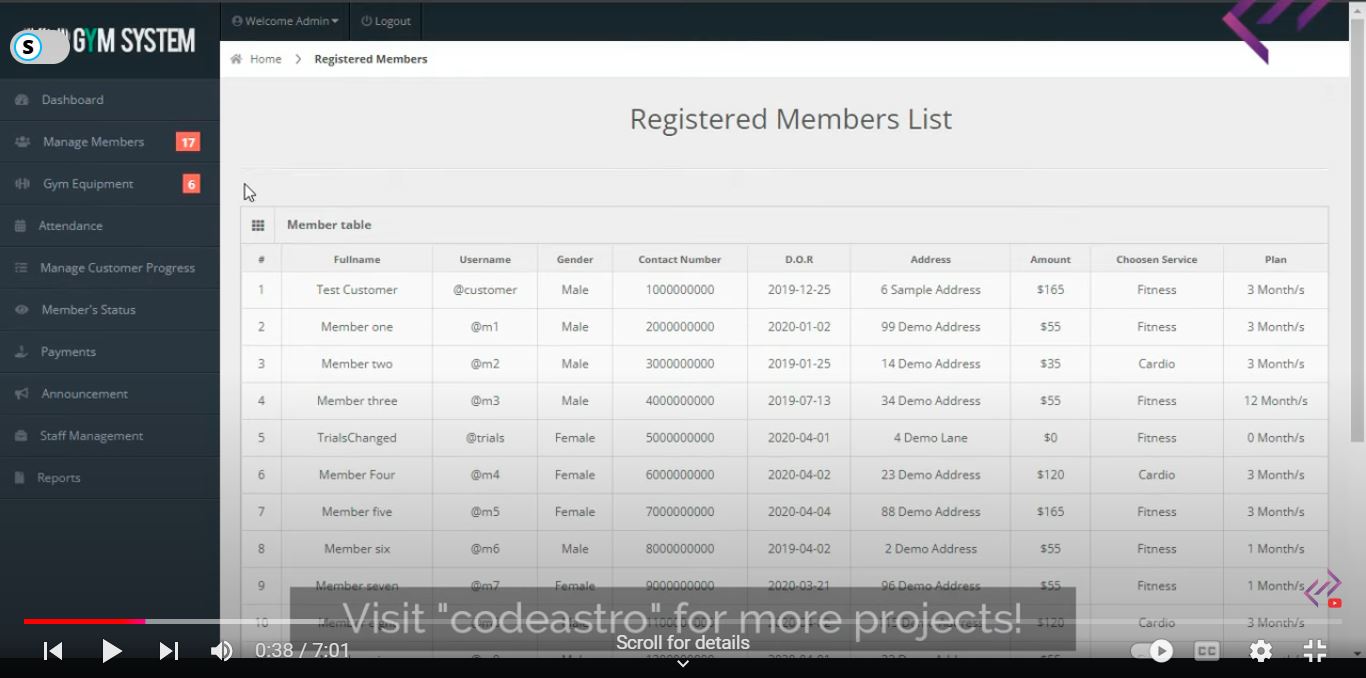 GYM SYSTEM
S
Welcome Admin
Logout
Home > Registered Members
Dashboard
Manage Members 17
Gym Equipment 6
Attendance
Manage Customer Progress
Member's Status
Payments
Announcement
Staff Management
Reports
Registered Members List
Member table
# Fullname Username Gender Contact Number D.O.R Address Amount Choosen Service Plan
1 Test Customer @customer Male 1000000000 2019-12-25 6 Sample Address $165 Fitness 3 Month/s
2 Member one @m1 Male 2000000000 2020-01-02 99 Demo Address $55 Fitness 3 Month/s
3 Member two @m2 Male 3000000000 2019-01-25 14 Demo Address $35 Cardio 3 Month/s
4 Member three @m3 Male 4000000000 2019-07-13 34 Demo Address $55 Fitness 12 Month/s
5 TrialsChanged @trials Female 5000000000 2020-04-01 4 Demo Lane $0 Fitness 0 Month/s
6 Member Four @m4 Female 6000000000 2020-04-02 23 Demo Address $120 Cardio 3 Month/s
7 Member five @m5 Female 7000000000 2020-04-04 88 Demo Address $165 Fitness 3 Month/s
8 Member six @m6 Male 8000000000 2019-04-02 2 Demo Address $55 Fitness 1 Month/s
9 Member seven @m7 Female 9000000000 2020-03-21 96 Demo Address $55 Fitness 1 Month/s
10 $120 Cardio 3 Month/s
Visit "codeastro" for more projects!
Scroll for details
0:38 / 7:01
CC